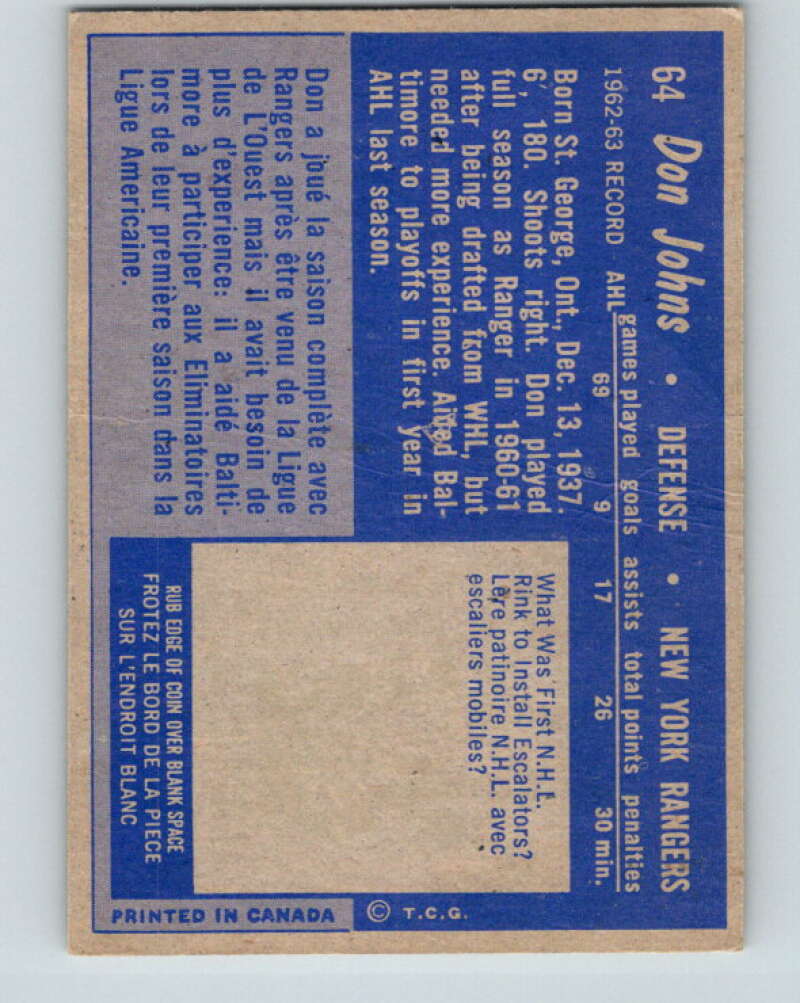 64 Don Johns • DEFENSE • NEW YORK RANGERS
games played goals assists total points penalties
1962-63 RECORD - AHL 69 9 17 26 30 min.
Born St. George, Ont., Dec. 13, 1937.
6', 180. Shoots right. Don played
full season as Ranger in 1960-61
after being drafted from WHL, but
needed more experience. Aided Bal-
timore to playoffs in first year in
AHL last season.
Don a joué la saison complète avec
Rangers après être venu de la Ligue
de L'Ouest mais il avait besoin de
plus d'experience: il a aidé Balti-
more à participer aux Eliminatoires
lors de leur première saison dans la
Ligue Americaine.
What Was First N.H.L.
Rink to Install Escalators?
Lère patinoire N.H.L. avec
escaliers mobiles?
RUB EDGE OF COIN OVER BLANK SPACE
FROTEZ LE BORD DE LA PIECE
SUR L'ENDROIT BLANC
PRINTED IN CANADA © T.C.G.